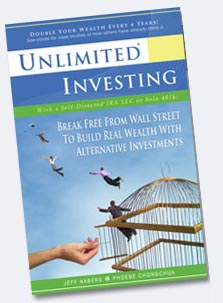 DOUBLE YOUR WEALTH EVERY 4 YEARS!
See inside for case studies of how others have already done it
UNLIMITED®
INVESTING
With a Self-Directed IRA LLC or Solo 401k:
BREAK FREE FROM WALL STREET
TO BUILD REAL WEALTH WITH
ALTERNATIVE INVESTMENTS
JEFF NABERS • PHOENE CHONGCHUA